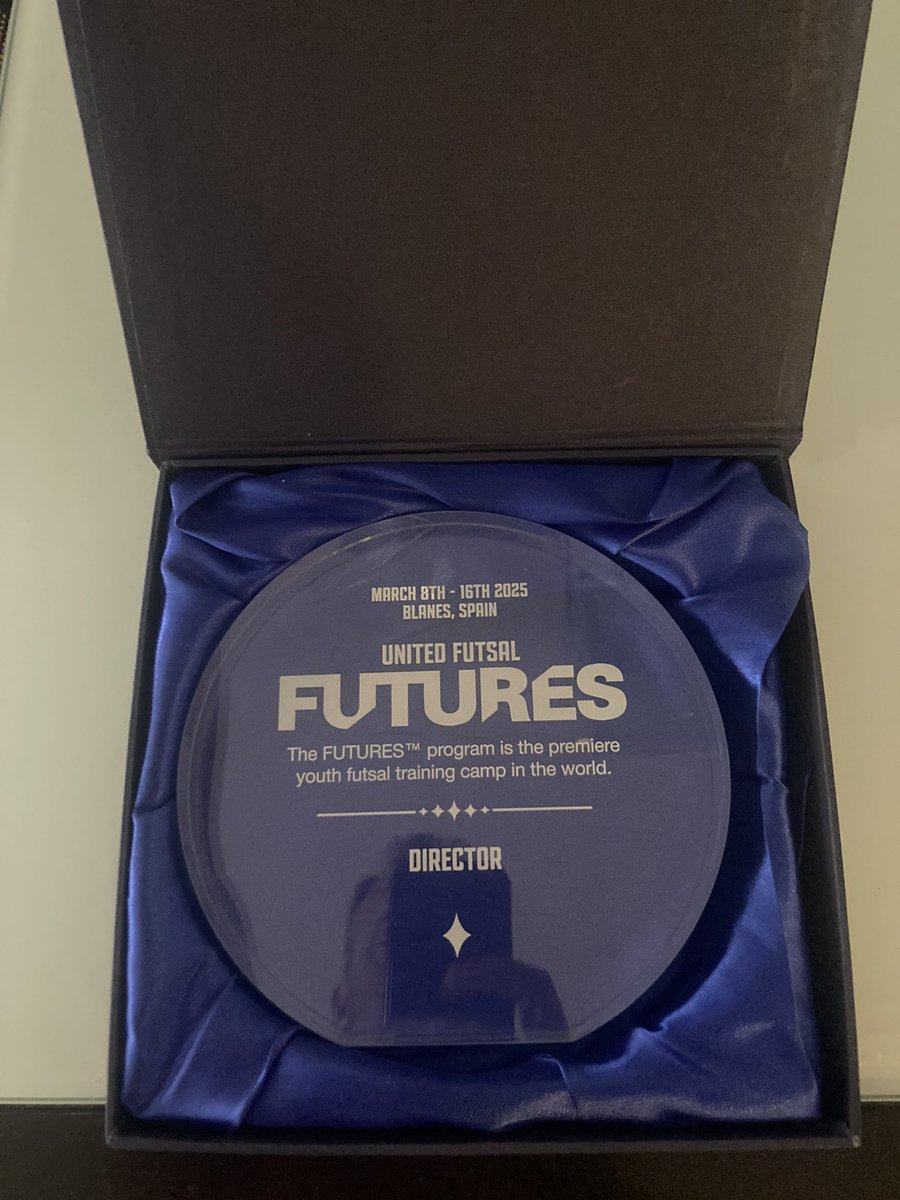 MARCH 8TH - 16TH 2025
BLANES, SPAIN
UNITED FUTSAL
FUTURES
The FUTURES™ program is the premiere
youth futsal training camp in the world.
DIRECTOR